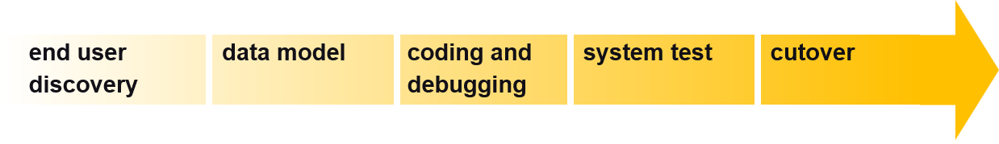 end user
discovery
data model
coding and
debugging
system test
cutover